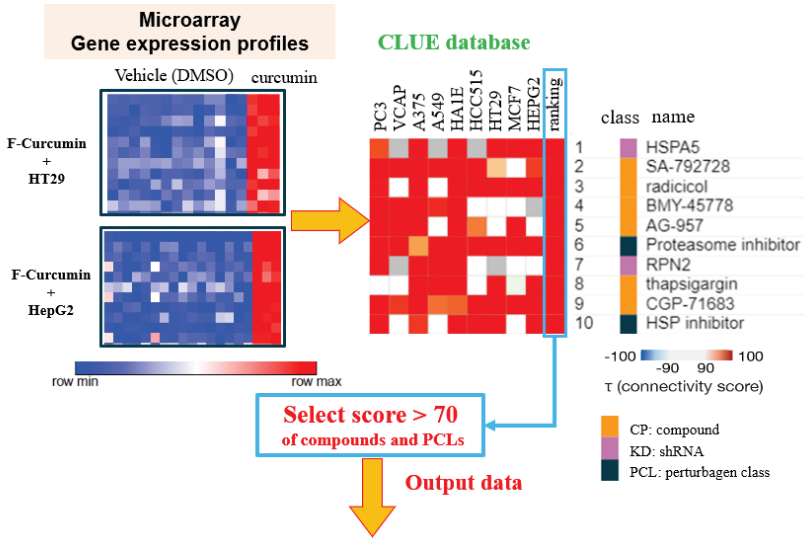 Microarray
Gene expression profiles
CLUE database
Vehicle (DMSO)
curcumin
F-Curcumin
+
HT29
F-Curcumin
+
HepG2
row min
row max
PC3
VCAP
A375
A549
HA1E
HCC515
HT29
MCF7
HEPG2
ranking
class
name
1 HSPA5
2 SA-792728
3 radicicol
4 BMY-45778
5 AG-957
6 Proteasome inhibitor
7 RPN2
8 thapsigargin
9 CGP-71683
10 HSP inhibitor
-100
-90
90
100
τ (connectivity score)
CP: compound
KD: shRNA
PCL: perturbagen class
Select score > 70
of compounds and PCLs
Output data